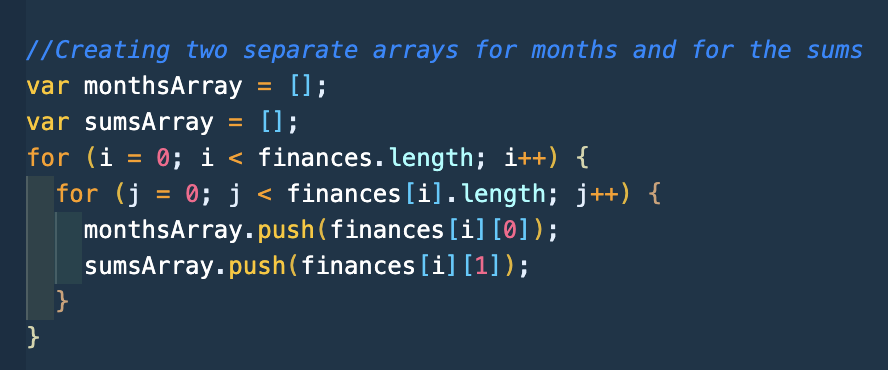 //Creating two separate arrays for months and for the sums
var monthsArray = [];
var sumsArray = [];
for (i = 0; i < finances.length; i++) {
  for (j = 0; j < finances[i].length; j++) {
    monthsArray.push(finances[i][0]);
    sumsArray.push(finances[i][1]);
  }
}